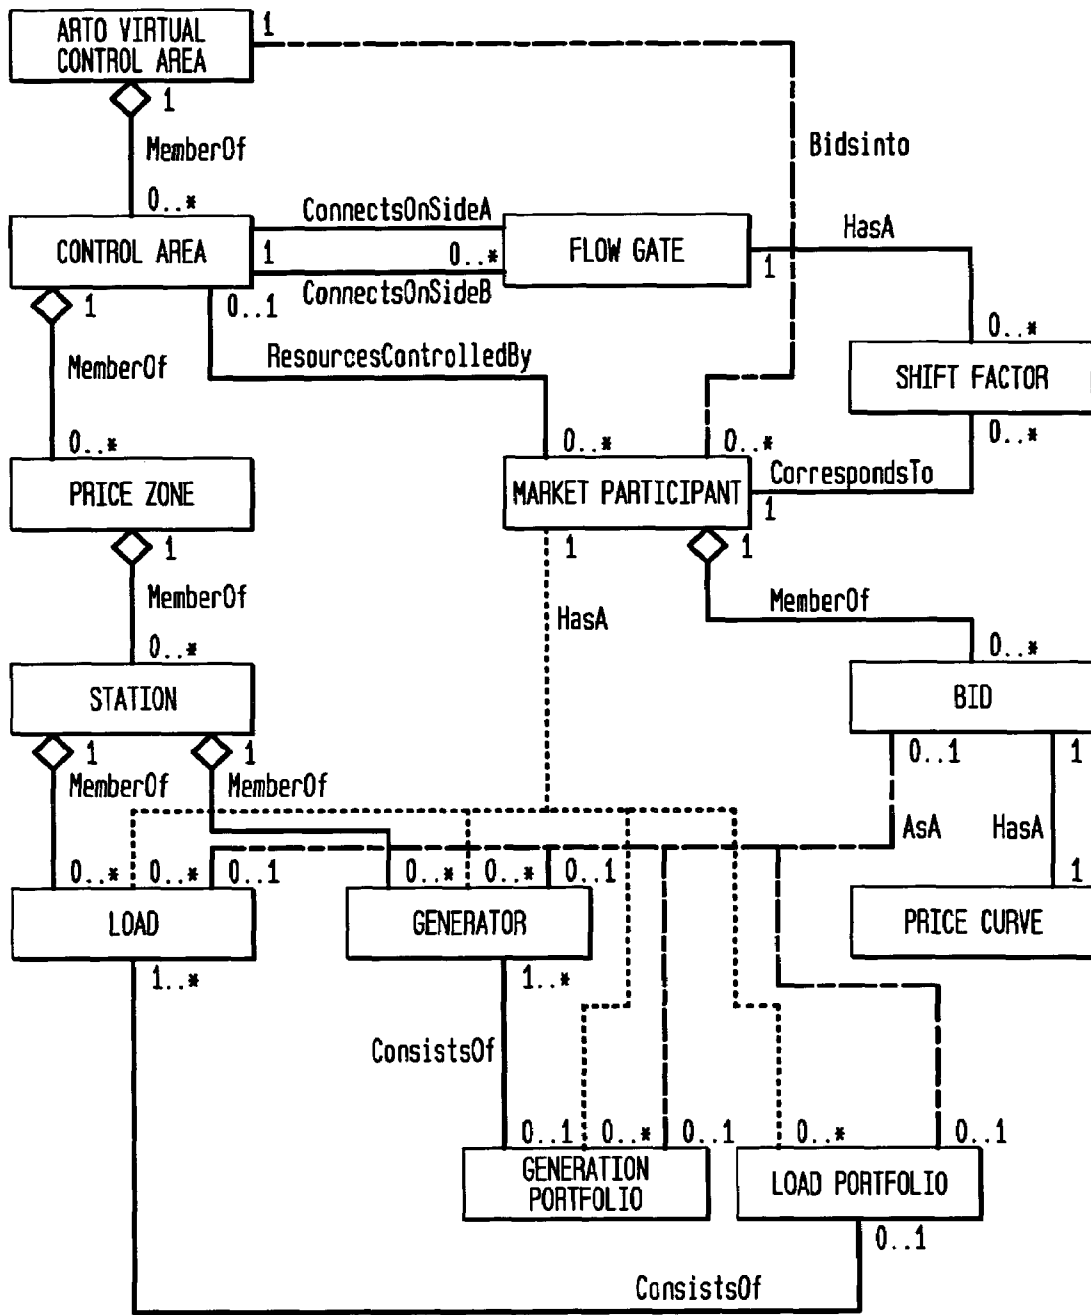 ARTO VIRTUAL
CONTROL AREA
1
1
MemberOf
Bidsinto
0..*
ConnectsOnSideA
CONTROL AREA
1
0..*
FLOW GATE
1
HasA
ConnectsOnSideB
1
0..1
MemberOf
ResourcesControlledBy
0..*
SHIFT FACTOR
0..*
0..*
0..*
0..*
PRICE ZONE
MARKET PARTICIPANT
CorrespondsTo
1
1
1
1
MemberOf
HasA
MemberOf
0..*
0..*
STATION
BID
1
1
0..1
1
MemberOf
MemberOf
AsA
HasA
0..*
0..*
0..1
0..*
0..*
0..1
1
LOAD
GENERATOR
PRICE CURVE
1..*
1..*
ConsistsOf
0..1
0..*
0..1
0..*
0..1
GENERATION
PORTFOLIO
LOAD PORTFOLIO
0..1
ConsistsOf